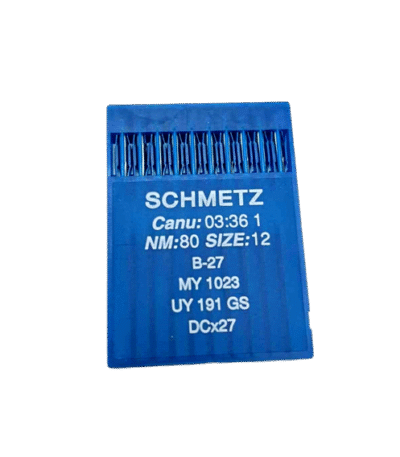 SCHMETZ
Canu: 03:36 1
NM:80 SIZE:12
B-27
MY 1023
UY 191 GS
DCx27